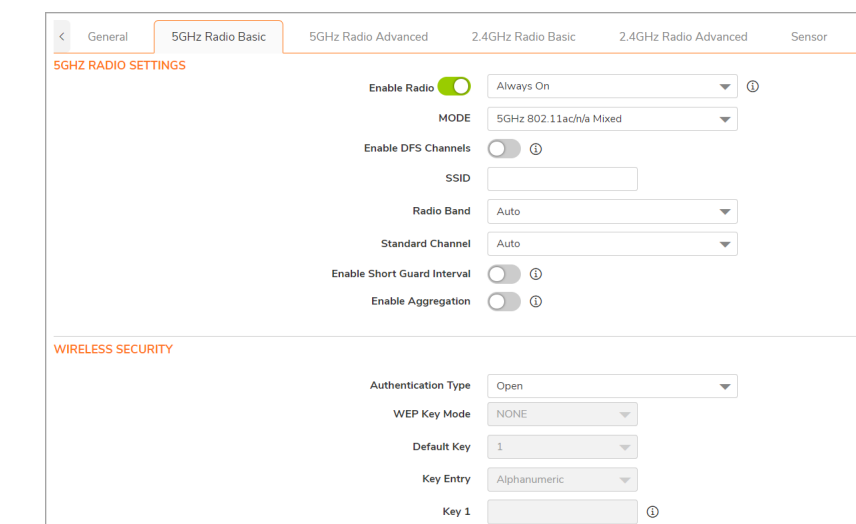 General 5GHz Radio Basic 5GHz Radio Advanced 2.4GHz Radio Basic 2.4GHz Radio Advanced Sensor
5GHZ RADIO SETTINGS
Enable Radio Always On
MODE 5GHz 802.11ac/n/a Mixed
Enable DFS Channels
SSID
Radio Band Auto
Standard Channel Auto
Enable Short Guard Interval
Enable Aggregation
WIRELESS SECURITY
Authentication Type Open
WEP Key Mode NONE
Default Key 1
Key Entry Alphanumeric
Key 1